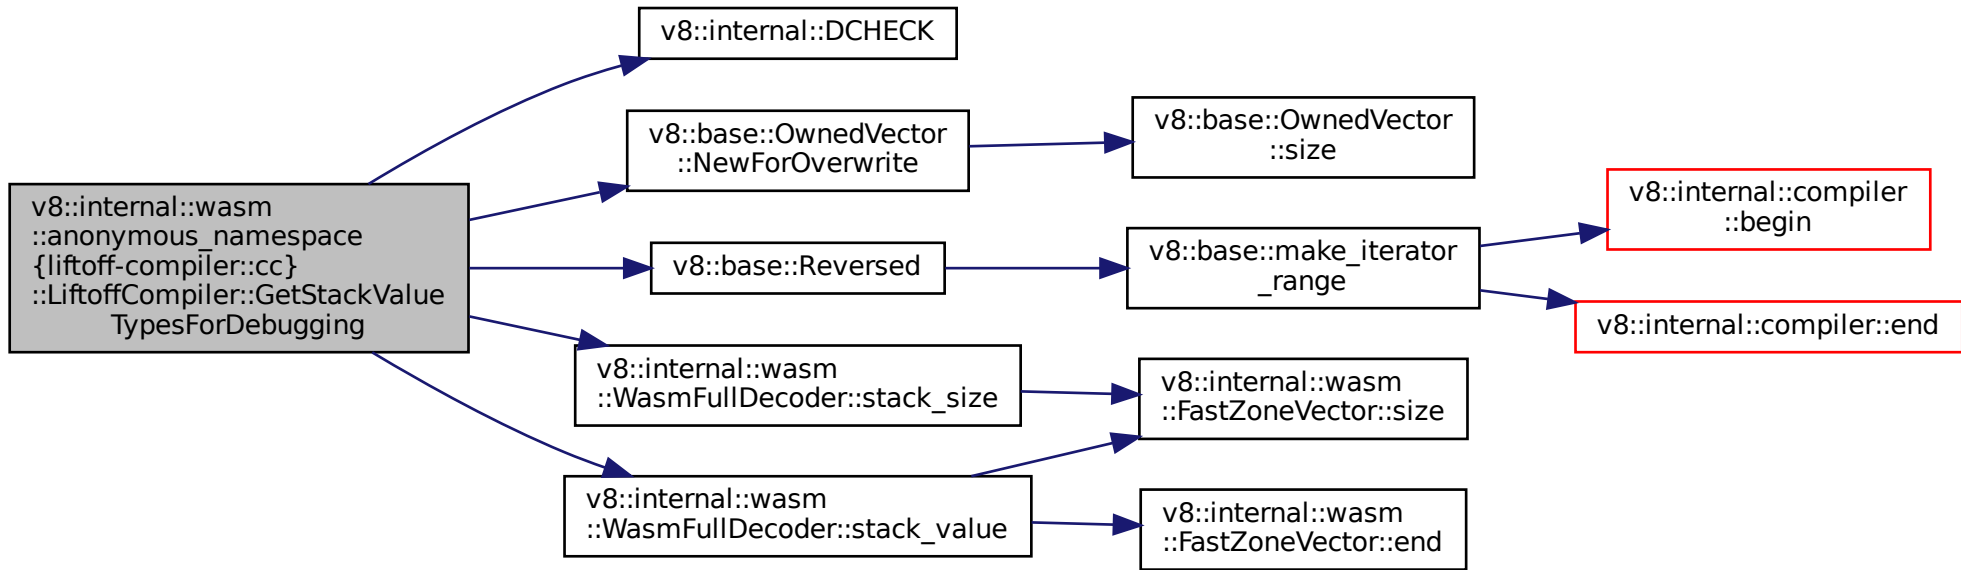 v8::internal::wasm
::anonymous_namespace
{liftoff-compiler::cc}
::LiftoffCompiler::GetStackValue
TypesForDebugging
v8::internal::DCHECK
v8::base::OwnedVector
::NewForOverwrite
v8::base::OwnedVector
::size
v8::base::Reversed
v8::base::make_iterator
_range
v8::internal::compiler
::begin
v8::internal::compiler::end
v8::internal::wasm
::WasmFullDecoder::stack_size
v8::internal::wasm
::FastZoneVector::size
v8::internal::wasm
::WasmFullDecoder::stack_value
v8::internal::wasm
::FastZoneVector::end